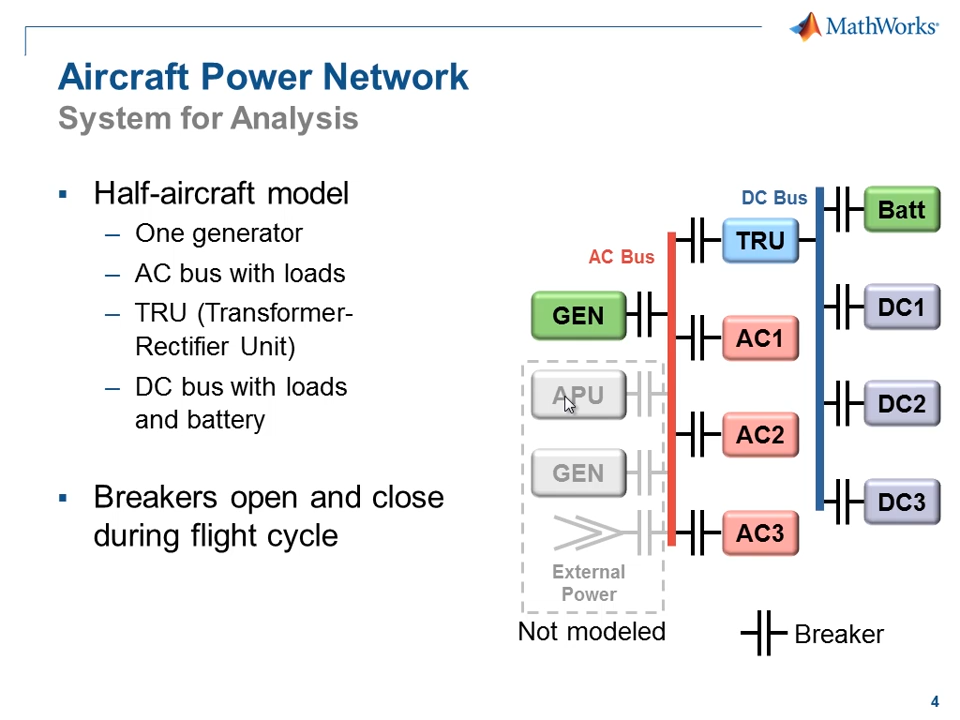 MathWorks®
Aircraft Power Network
System for Analysis
▪ Half-aircraft model
– One generator
– AC bus with loads
– TRU (Transformer-
Rectifier Unit)
– DC bus with loads
and battery
▪ Breakers open and close
during flight cycle
DC Bus
Batt
TRU
AC Bus
GEN
DC1
AC1
APU
DC2
AC2
GEN
DC3
AC3
External
Power
Not modeled
Breaker
4